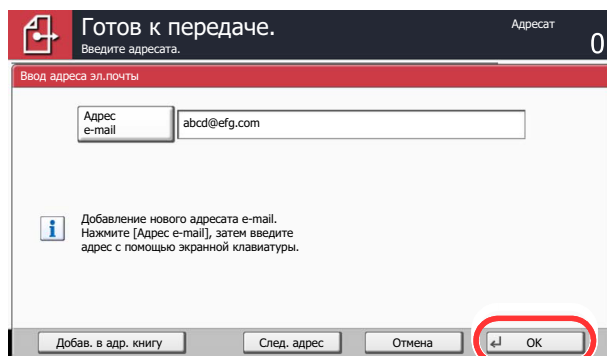 Готов к передаче.
Адресат
Введите адресата.
0
Ввод адреса эл.почты
Адрес
e-mail
abcd@efg.com
Добавление нового адресата e-mail.
Нажмите [Адрес e-mail], затем введите
адрес с помощью экранной клавиатуры.
Добав. в адр. книгу
След. адрес
Отмена
OK